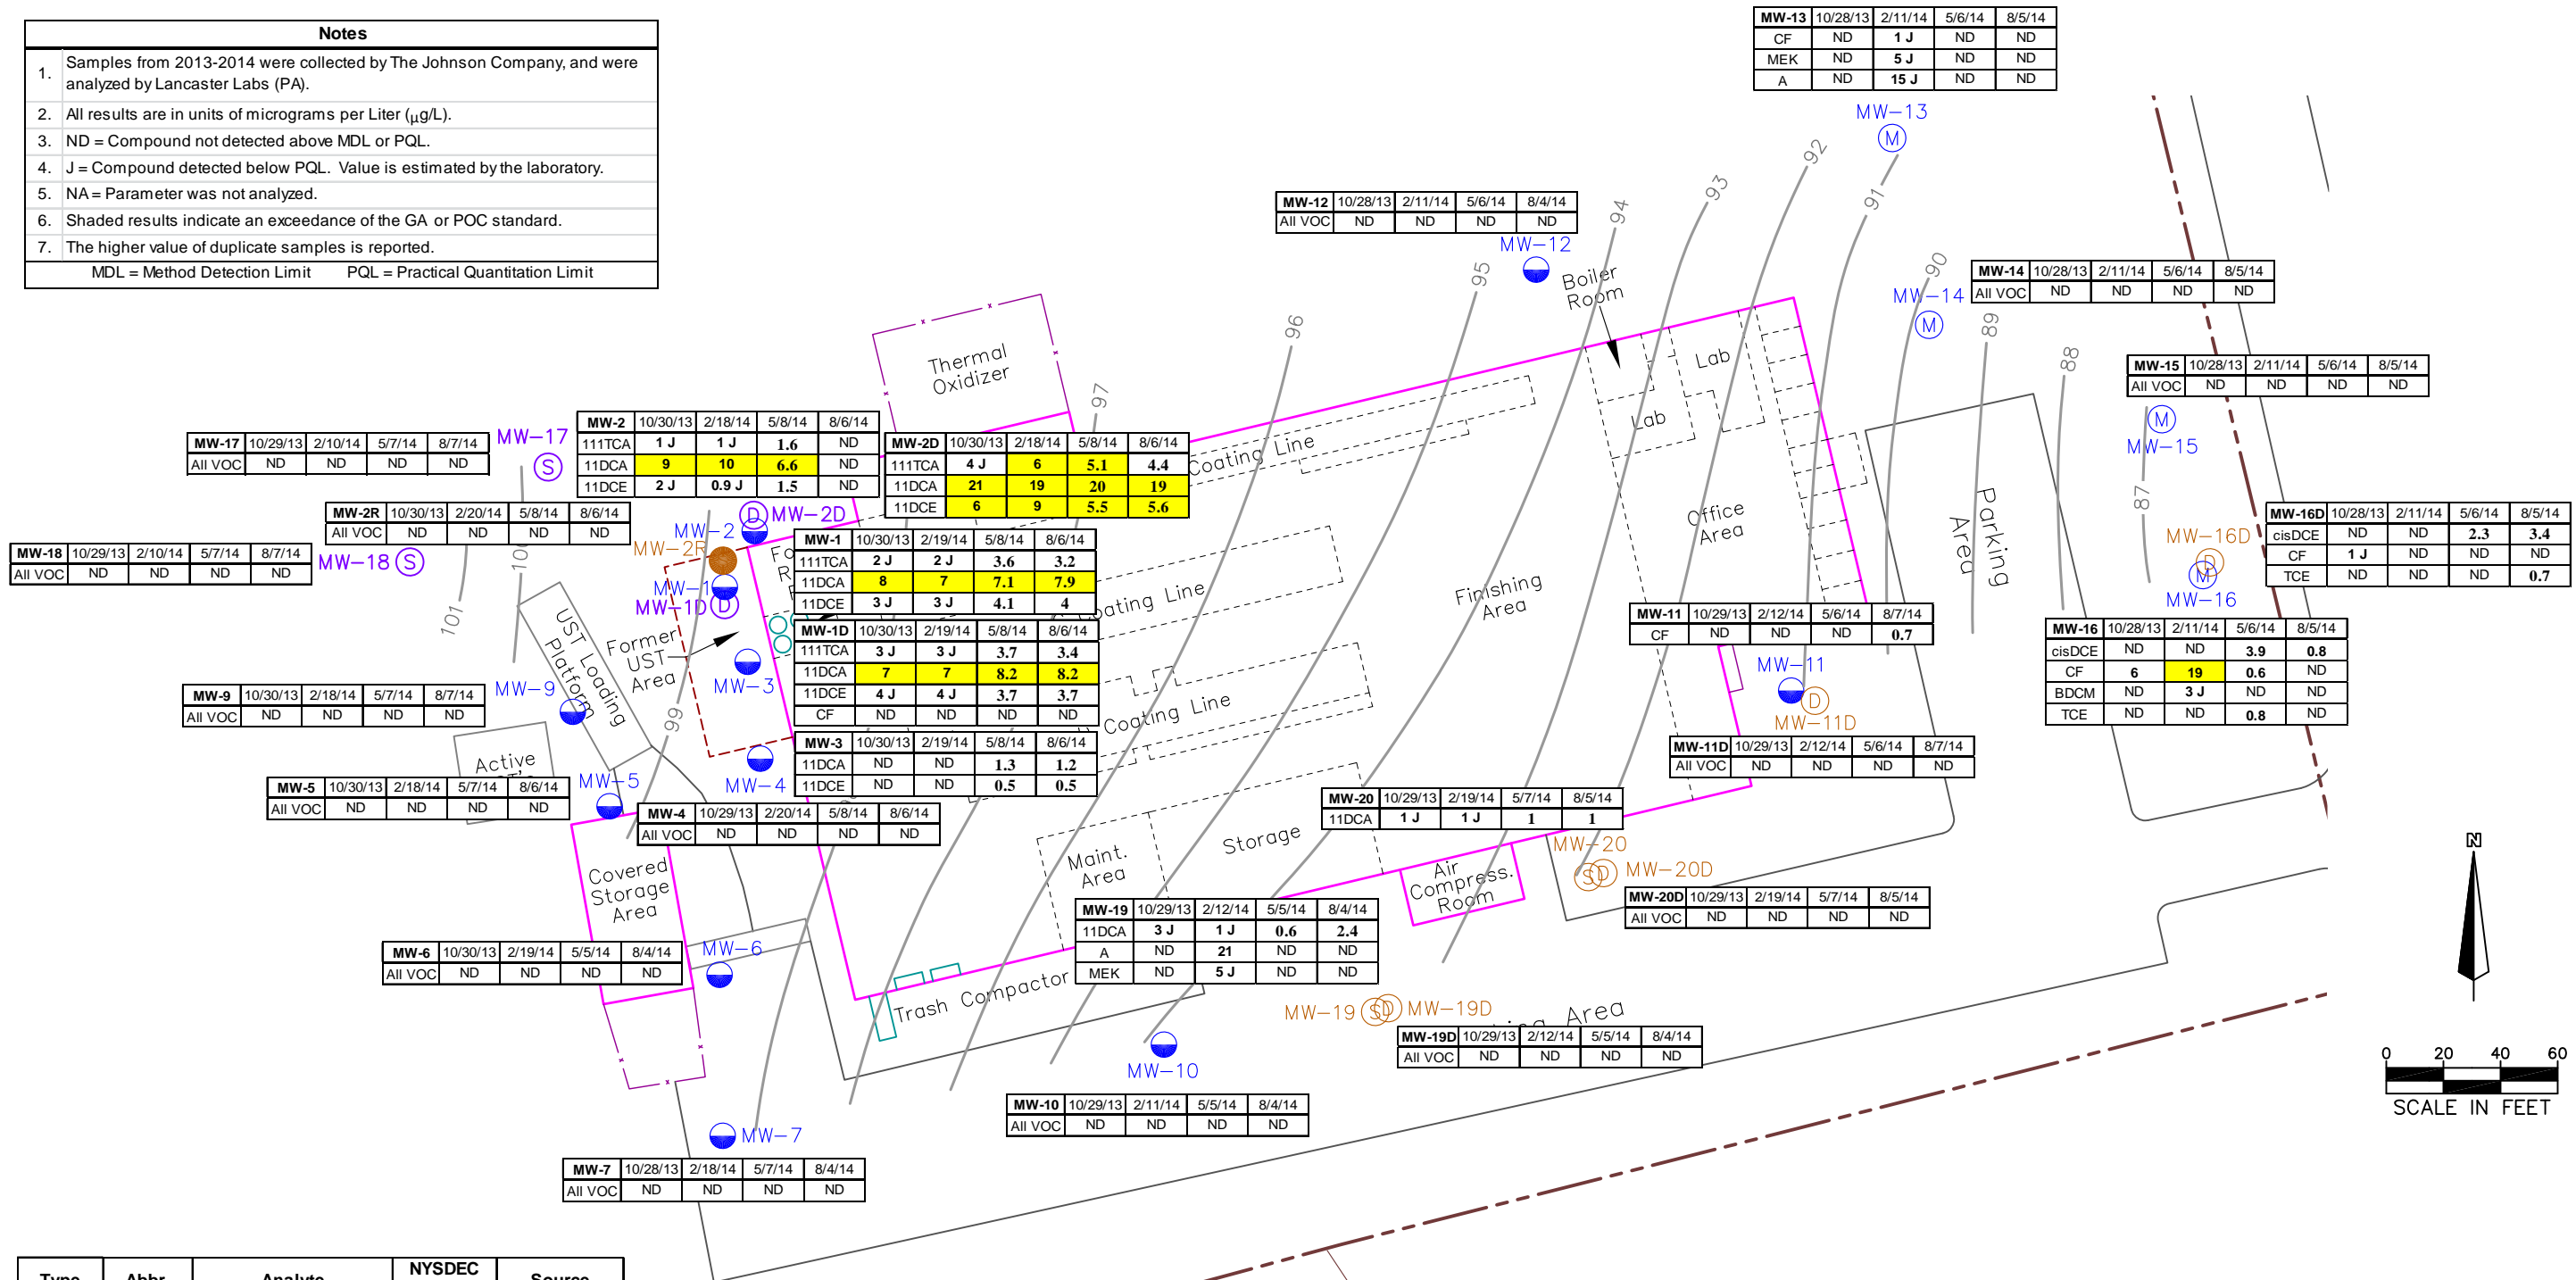 Notes
1. Samples from 2013-2014 were collected by The Johnson Company, and were
analyzed by Lancaster Labs (PA).
2. All results are in units of micrograms per Liter (µg/L).
3. ND = Compound not detected above MDL or PQL.
4. J = Compound detected below PQL. Value is estimated by the laboratory.
5. NA = Parameter was not analyzed.
6. Shaded results indicate an exceedance of the GA or POC standard.
7. The higher value of duplicate samples is reported.
MDL = Method Detection Limit PQL = Practical Quantitation Limit
MW-13 10/28/13 2/11/14 5/6/14 8/5/14
CF ND 1 J ND ND
MEK ND 5 J ND ND
A ND 15 J ND ND
MW-13
M
MW-12 10/28/13 2/11/14 5/6/14 8/4/14
All VOC ND ND ND ND
MW-12
97
96
95
94
93
92
91
90
89
88
87
MW-14 10/28/13 2/11/14 5/6/14 8/5/14
All VOC ND ND ND ND
MW-14
M
Boiler
Room
Lab
Lab
Thermal
Oxidizer
MW-15 10/28/13 2/11/14 5/6/14 8/5/14
All VOC ND ND ND ND
M
MW-15
MW-17 10/29/13 2/10/14 5/7/14 8/7/14
All VOC ND ND ND ND
MW-17
S
MW-2 10/30/13 2/18/14 5/8/14 8/6/14
111TCA 1 J 1 J 1.6 ND
11DCA 9 10 6.6 ND
11DCE 2 J 0.9 J 1.5 ND
MW-2D 10/30/13 2/18/14 5/8/14 8/6/14
111TCA 4 J 6 5.1 4.4
11DCA 21 19 20 19
11DCE 6 9 5.5 5.6
Coating Line
MW-2R 10/30/13 2/20/14 5/8/14 8/6/14
All VOC ND ND ND ND
D MW-2D
MW-2
MW-2R
MW-18 10/29/13 2/10/14 5/7/14 8/7/14
All VOC ND ND ND ND
MW-18 S
MW-1
MW-1D D
MW-1 10/30/13 2/19/14 5/8/14 8/6/14
111TCA 2 J 2 J 3.6 3.2
11DCA 8 7 7.1 7.9
11DCE 3 J 3 J 4.1 4
Coating Line
Finishing
Area
Office
Area
Parking
Area
MW-16D 10/28/13 2/11/14 5/6/14 8/5/14
cisDCE ND ND 2.3 3.4
CF 1 J ND ND ND
TCE ND ND ND 0.7
MW-16D
D
M
MW-16
MW-16 10/28/13 2/11/14 5/6/14 8/5/14
cisDCE ND ND 3.9 0.8
CF 6 19 0.6 ND
BDCM ND 3 J ND ND
TCE ND ND 0.8 ND
101
99
UST Loading
Platform
Former
UST
Area
MW-1D 10/30/13 2/19/14 5/8/14 8/6/14
111TCA 3 J 3 J 3.7 3.4
11DCA 7 7 8.2 8.2
11DCE 4 J 4 J 3.7 3.7
CF ND ND ND ND
MW-11 10/29/13 2/12/14 5/6/14 8/7/14
CF ND ND ND 0.7
MW-11
D
MW-11D
MW-3
MW-9 10/30/13 2/18/14 5/7/14 8/7/14
All VOC ND ND ND ND
MW-9
Coating Line
MW-3 10/30/13 2/19/14 5/8/14 8/6/14
11DCA ND ND 1.3 1.2
11DCE ND ND 0.5 0.5
MW-11D 10/29/13 2/12/14 5/6/14 8/7/14
All VOC ND ND ND ND
Active
MW-4
MW-5 10/30/13 2/18/14 5/7/14 8/6/14
All VOC ND ND ND ND
MW-5
MW-4 10/29/13 2/20/14 5/8/14 8/6/14
All VOC ND ND ND ND
MW-20 10/29/13 2/19/14 5/7/14 8/5/14
11DCA 1 J 1 J 1 1
Storage
Maint.
Area
MW-20
S D MW-20D
Air
Compress.
Room
Covered
Storage
Area
MW-20D 10/29/13 2/19/14 5/7/14 8/5/14
All VOC ND ND ND ND
MW-19 10/29/13 2/12/14 5/5/14 8/4/14
11DCA 3 J 1 J 0.6 2.4
A ND 21 ND ND
MEK ND 5 J ND ND
MW-6 10/30/13 2/19/14 5/5/14 8/4/14
All VOC ND ND ND ND
MW-6
Trash Compactor
MW-19 S D MW-19D
Area
MW-19D 10/29/13 2/12/14 5/5/14 8/4/14
All VOC ND ND ND ND
MW-10
MW-10 10/29/13 2/11/14 5/5/14 8/4/14
All VOC ND ND ND ND
MW-7
MW-7 10/28/13 2/18/14 5/7/14 8/4/14
All VOC ND ND ND ND
N
0 20 40 60
SCALE IN FEET
Type Abbr. Analyte NYSDEC Source